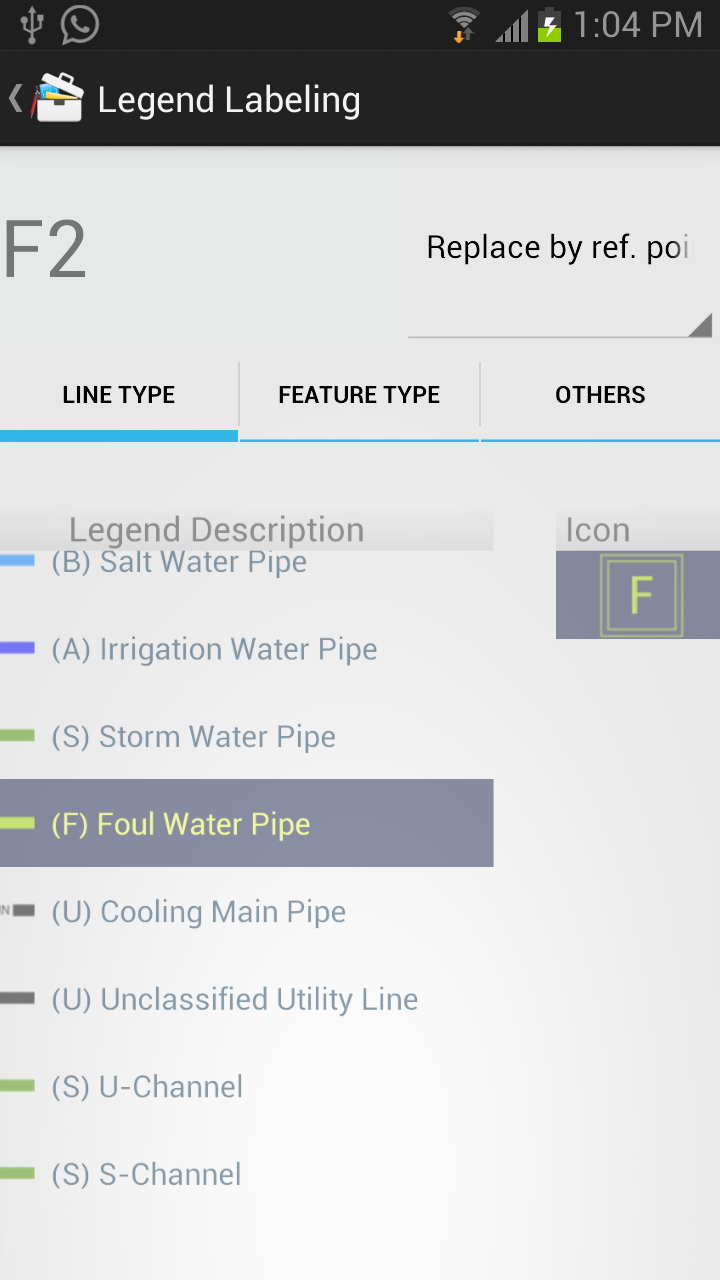 1:04 PM
Legend Labeling
F2
Replace by ref.
LINE TYPE
FEATURE TYPE
OTHERS
Legend Description
Icon
(B) Salt Water Pipe
F
(A) Irrigation Water Pipe
(S) Storm Water Pipe
(F) Foul Water Pipe
(U) Cooling Main Pipe
(U) Unclassified Utility Line
(S) U-Channel
(S) S-Channel